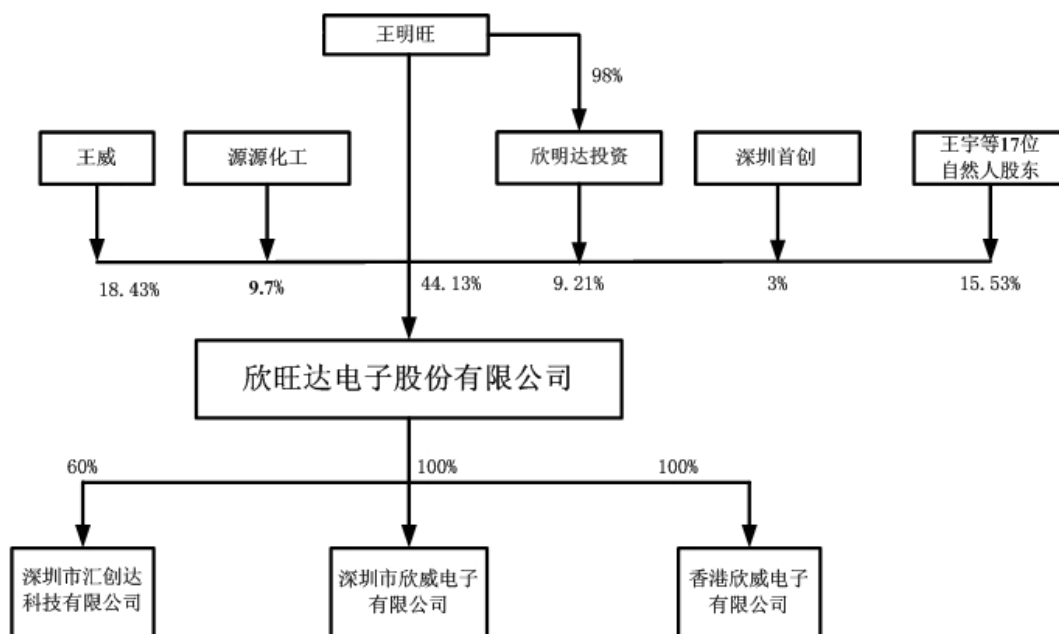 王明旺
98%
王威
源源化工
欣明达投资
深圳首创
王宇等17位
自然人股东
18.43%
9.7%
44.13%
9.21%
3%
15.53%
欣旺达电子股份有限公司
60%
100%
100%
深圳市汇创达
科技有限公司
深圳市欣威电子
有限公司
香港欣威电子
有限公司